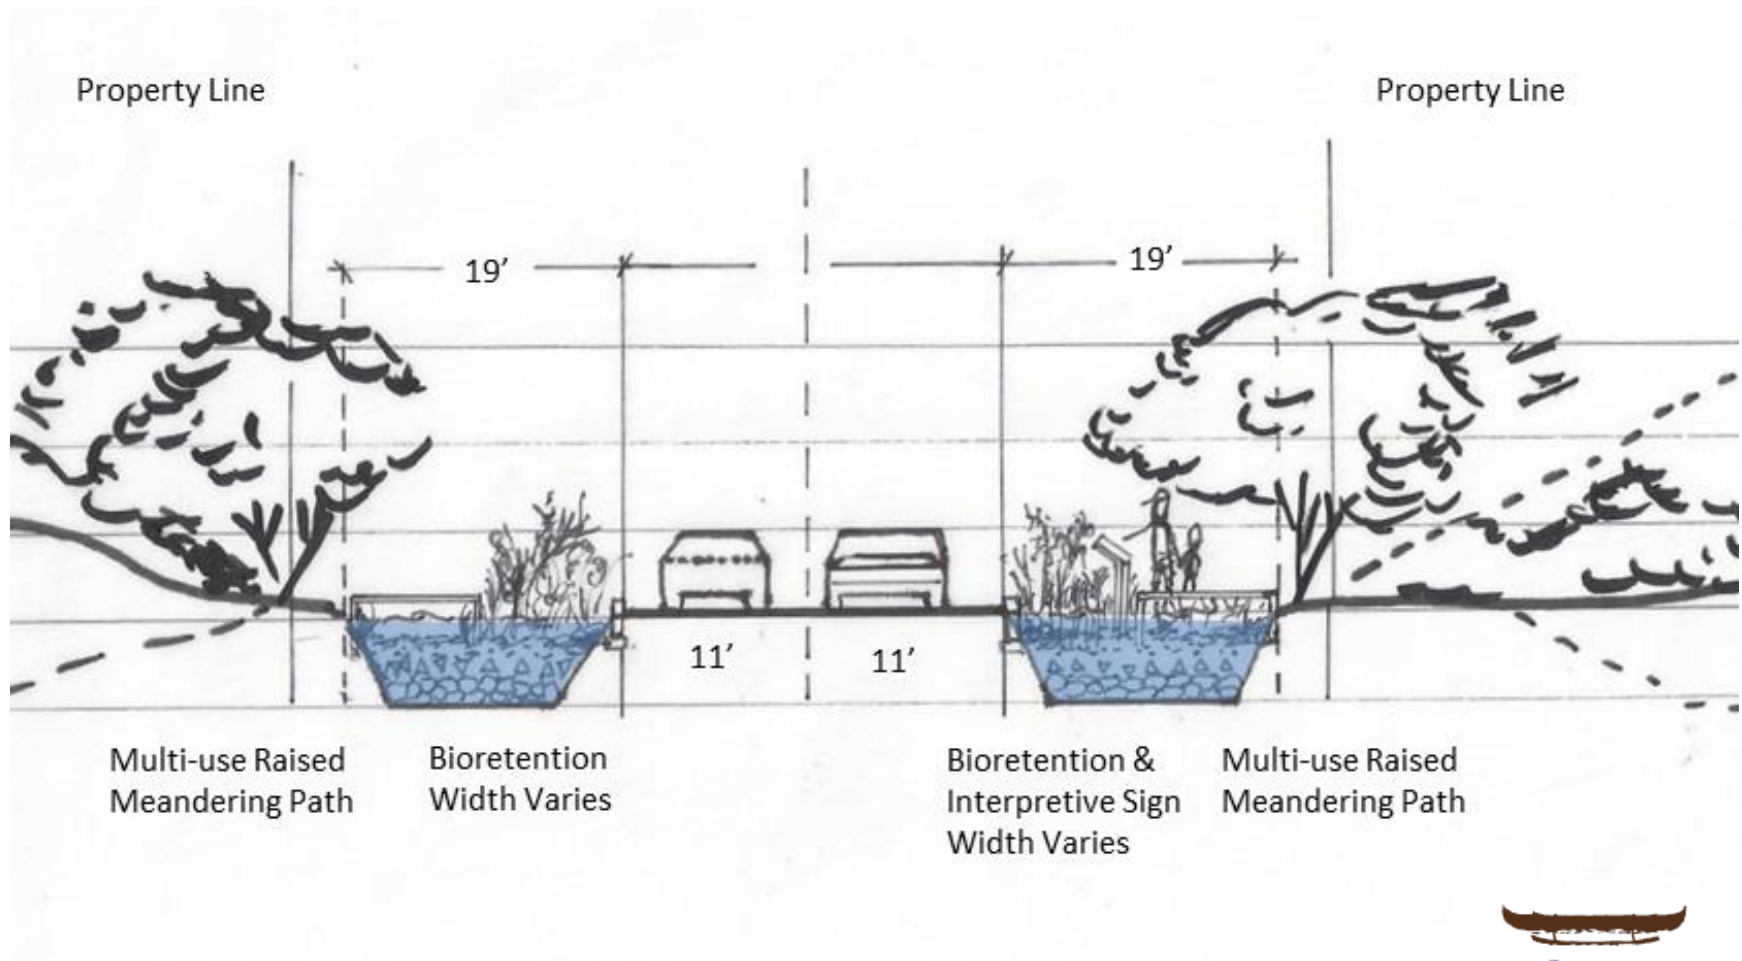 Property Line
Property Line
19’
19’
11’
11’
Multi-use Raised
Meandering Path
Bioretention
Width Varies
Bioretention &
Interpretive Sign
Width Varies
Multi-use Raised
Meandering Path